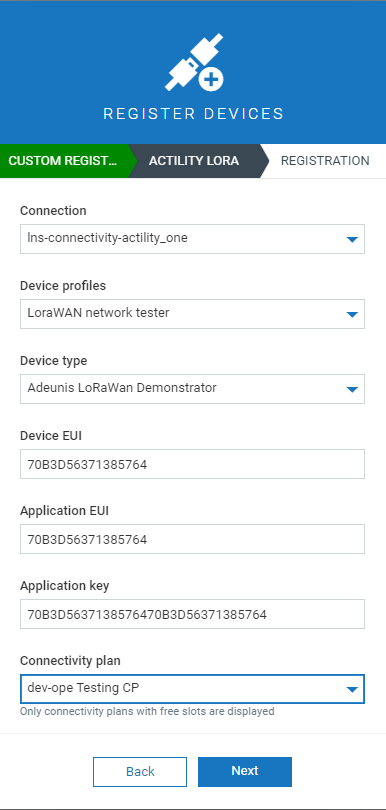 REGISTER DEVICES
CUSTOM REGIST...
ACTILITY LORA
REGISTRATION
Connection
lns-connectivity-actility_one
Device profiles
LoraWAN network tester
Device type
Adeunis LoRaWan Demonstrator
Device EUI
70B3D56371385764
Application EUI
70B3D56371385764
Application key
70B3D5637138576470B3D56371385764
Connectivity plan
dev-ope Testing CP
Only connectivity plans with free slots are displayed
Back
Next